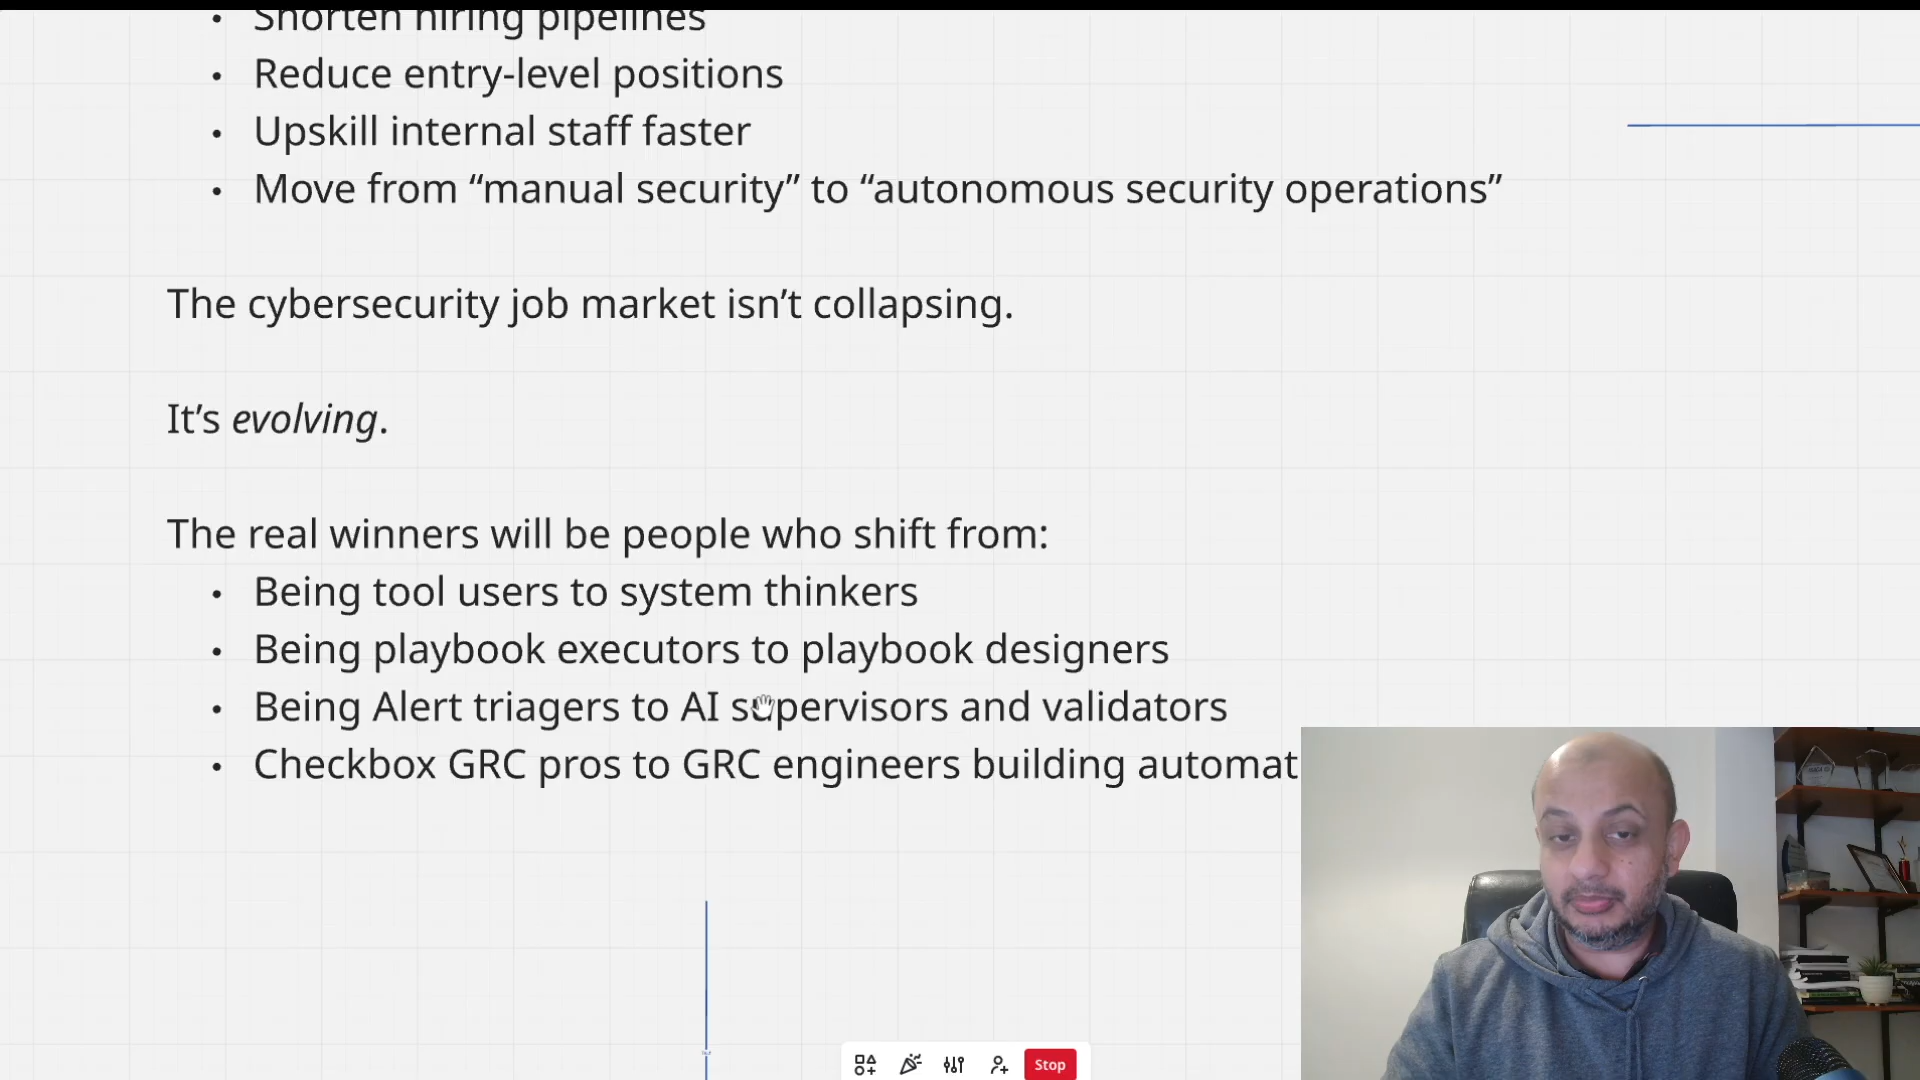 • Shorten hiring pipelines
• Reduce entry-level positions
• Upskill internal staff faster
• Move from “manual security” to “autonomous security operations”
The cybersecurity job market isn’t collapsing.
It’s evolving.
The real winners will be people who shift from:
• Being tool users to system thinkers
• Being playbook executors to playbook designers
• Being Alert triagers to AI supervisors and validators
• Checkbox GRC pros to GRC engineers building automat
Stop